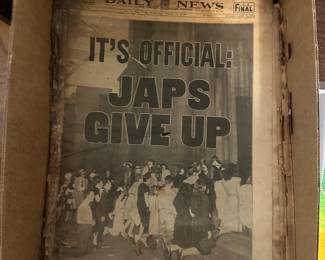 DAILY NEWS
FINAL
IT'S OFFICIAL:
JAPS
GIVE UP